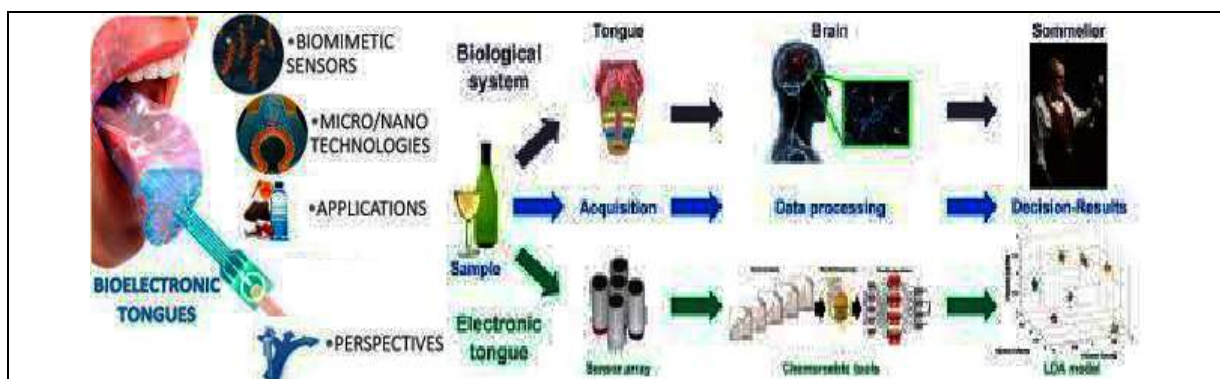 •BIOMIMETIC
SENSORS
•MICRO/NANO
TECHNOLOGIES
•APPLICATIONS
BIOELECTRONIC
TONGUES
•PERSPECTIVES
Biological
system
Tongue
Brain
Sommelier
Sample
Acquisition
Data processing
Decision-Results
Electronic
tongue
Sensor array
Chemometric tools
LDA model